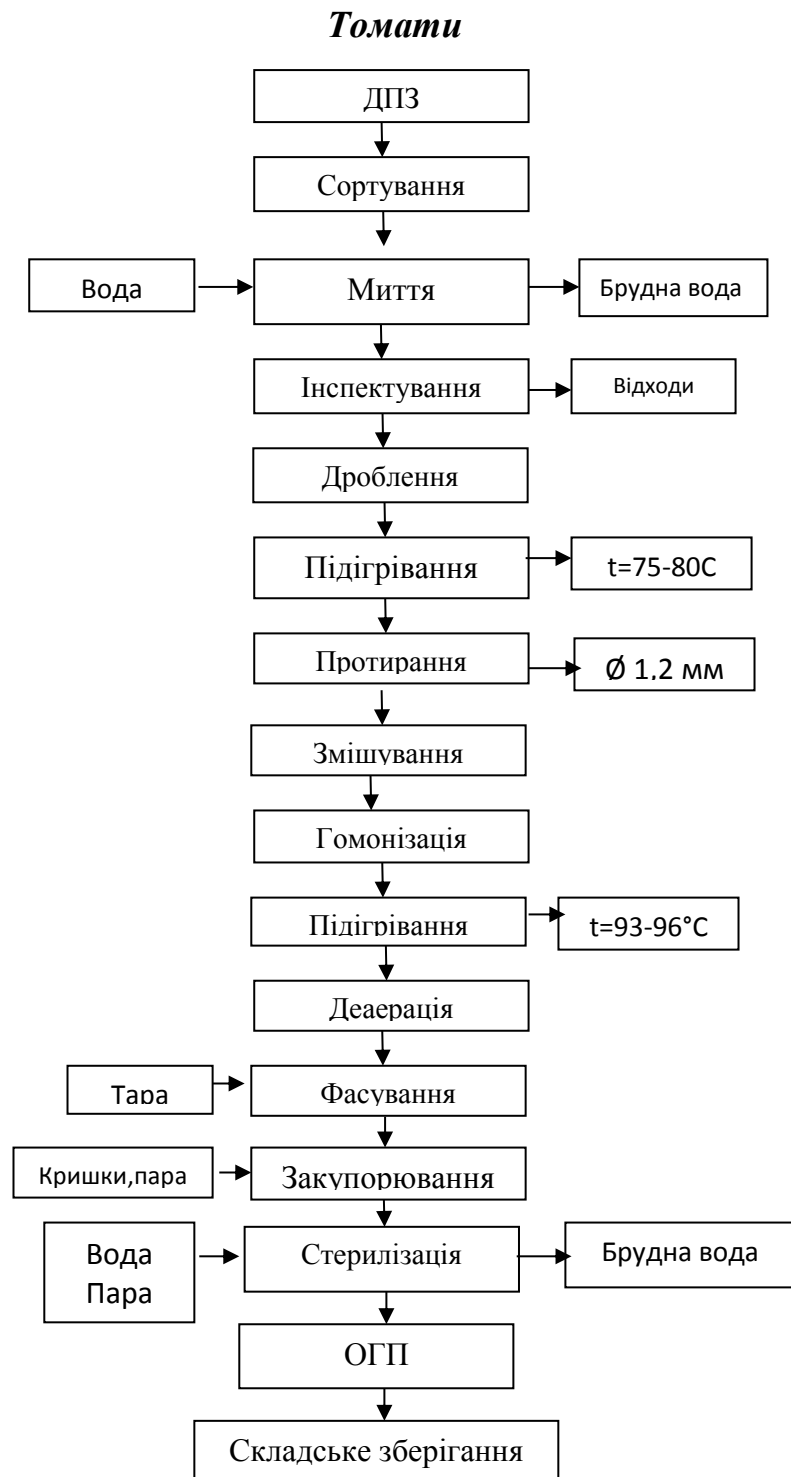 Томати
ДПЗ
Сортування
Вода
Миття
Брудна вода
Інспектування
Відходи
Дроблення
Підігрівання
t=75-80С
Протирання
Ø 1,2 мм
Змішування
Гомонізація
Підігрівання
t=93-96°С
Деаерація
Тара
Фасування
Кришки,пара
Закупорювання
Вода
Пара
Стерилізація
Брудна вода
ОГП
Складське зберігання